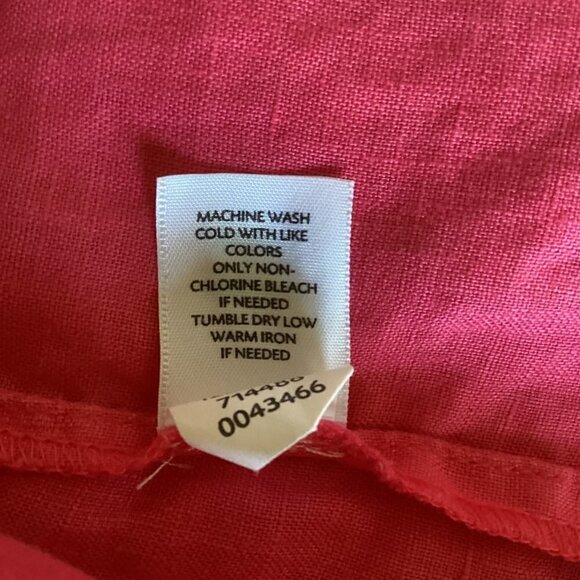 MACHINE WASH
COLD WITH LIKE
COLORS
ONLY NON-
CHLORINE BLEACH
IF NEEDED
TUMBLE DRY LOW
WARM IRON
IF NEEDED
0043466